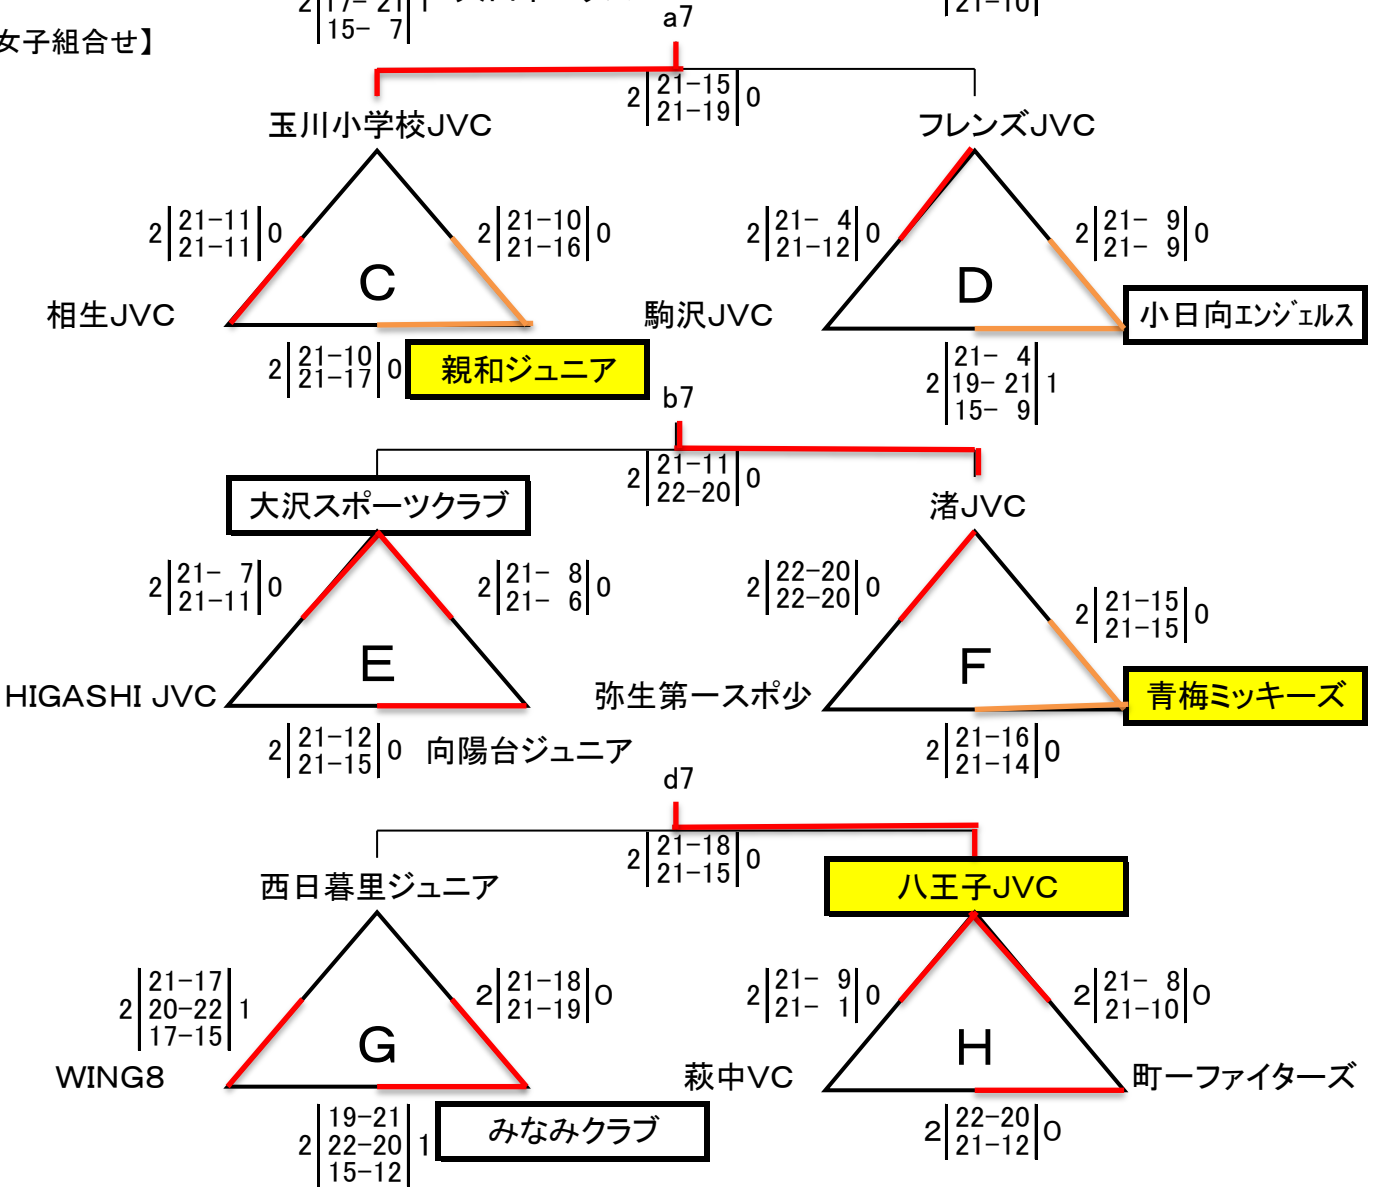 2 17-21 1
15- 7
21-10
女子組合せ】
a7
2 21-15 0
21-19
玉川小学校JVC
フレンズJVC
2 21-11 0
21-11
2 21-10 0
21-16
2 21- 4 0
21-12
2 21- 9 0
21- 9
C
D
相生JVC
駒沢JVC
小日向エンジェルス
2 21-10 0
21-17
親和ジュニア
21- 4
2 19-21 1
15- 9
b7
2 21-11 0
22-20
大沢スポーツクラブ
渚JVC
2 21- 7 0
21-11
2 21- 8 0
21- 6
2 22-20 0
22-20
2 21-15 0
21-15
E
F
HIGASHI JVC
弥生第一スポ少
青梅ミッキーズ
2 21-12 0
21-15
向陽台ジュニア
2 21-16 0
21-14
d7
2 21-18 0
21-15
西日暮里ジュニア
八王子JVC
21-17
2 20-22 1
17-15
2 21-18 0
21-19
2 21- 9 0
21- 1
2 21- 8 0
21-10
G
H
WING8
萩中VC
町一ファイターズ
19-21
2 22-20 1
15-12
みなみクラブ
2 22-20 0
21-12